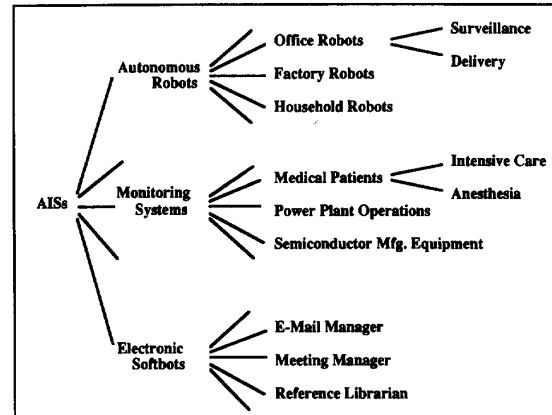 Surveillance
Office Robots
Delivery
Autonomous
Robots
Factory Robots
Household Robots
Intensive Care
Medical Patients
Anesthesia
AISs
Monitoring
Systems
Power Plant Operations
Semiconductor Mfg. Equipment
E-Mail Manager
Electronic
Softbots
Meeting Manager
Reference Librarian